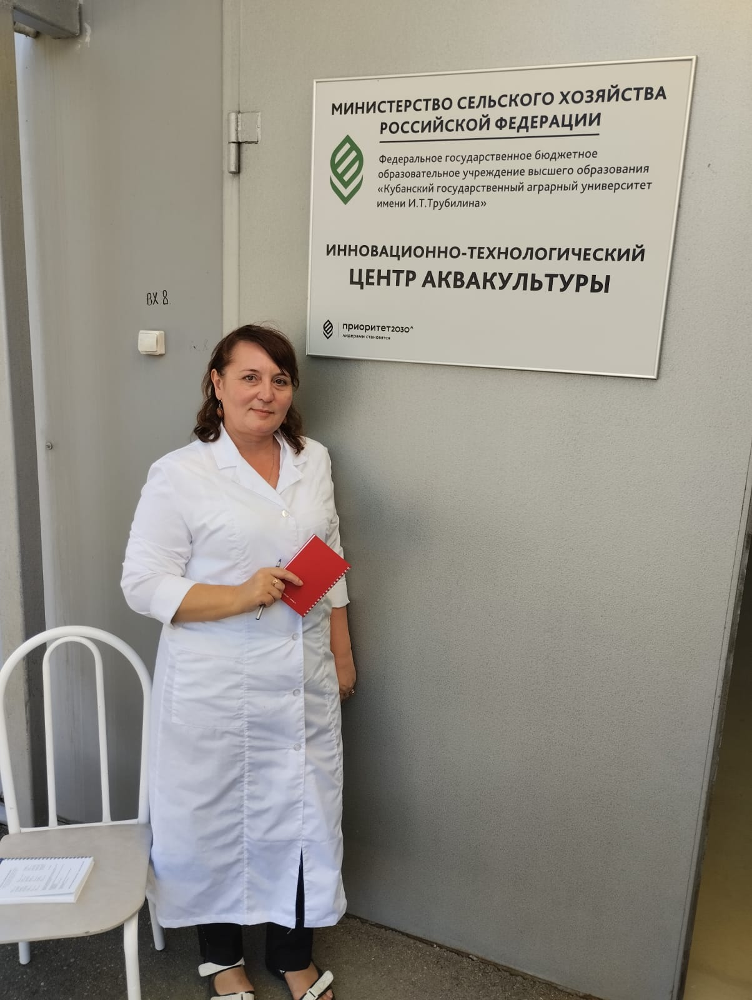 МИНИСТЕРСТВО СЕЛЬСКОГО ХОЗЯЙСТВА
РОССИЙСКОЙ ФЕДЕРАЦИИ
Федеральное государственное бюджетное
образовательное учреждение высшего образования
«Кубанский государственный аграрный университет
имени И.Т.Трубилина»
ИННОВАЦИОННО-ТЕХНОЛОГИЧЕСКИЙ
ЦЕНТР АКВАКУЛЬТУРЫ
приоритет2030^
лидерами становятся
ВХ 8.